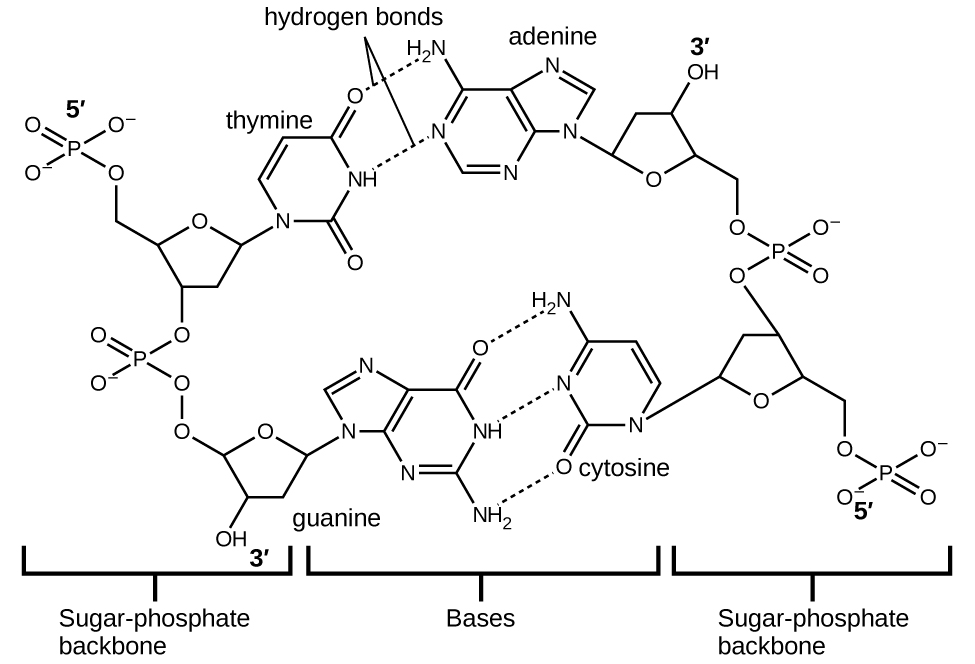 hydrogen bonds
H2N
adenine
3′
OH
N
5′
O
O−
thymine
O
P
N
N
O−
O
NH
N
O
O
N
O
O
O−
P
O
O
H2N
O
O
O
P
N
O−
O
N
O
NH
O
N
O
O
N
N
O
O−
O cytosine
P
N
O−
O
5′
NH2
guanine
OH
3′
Sugar-phosphate
backbone
Bases
Sugar-phosphate
backbone